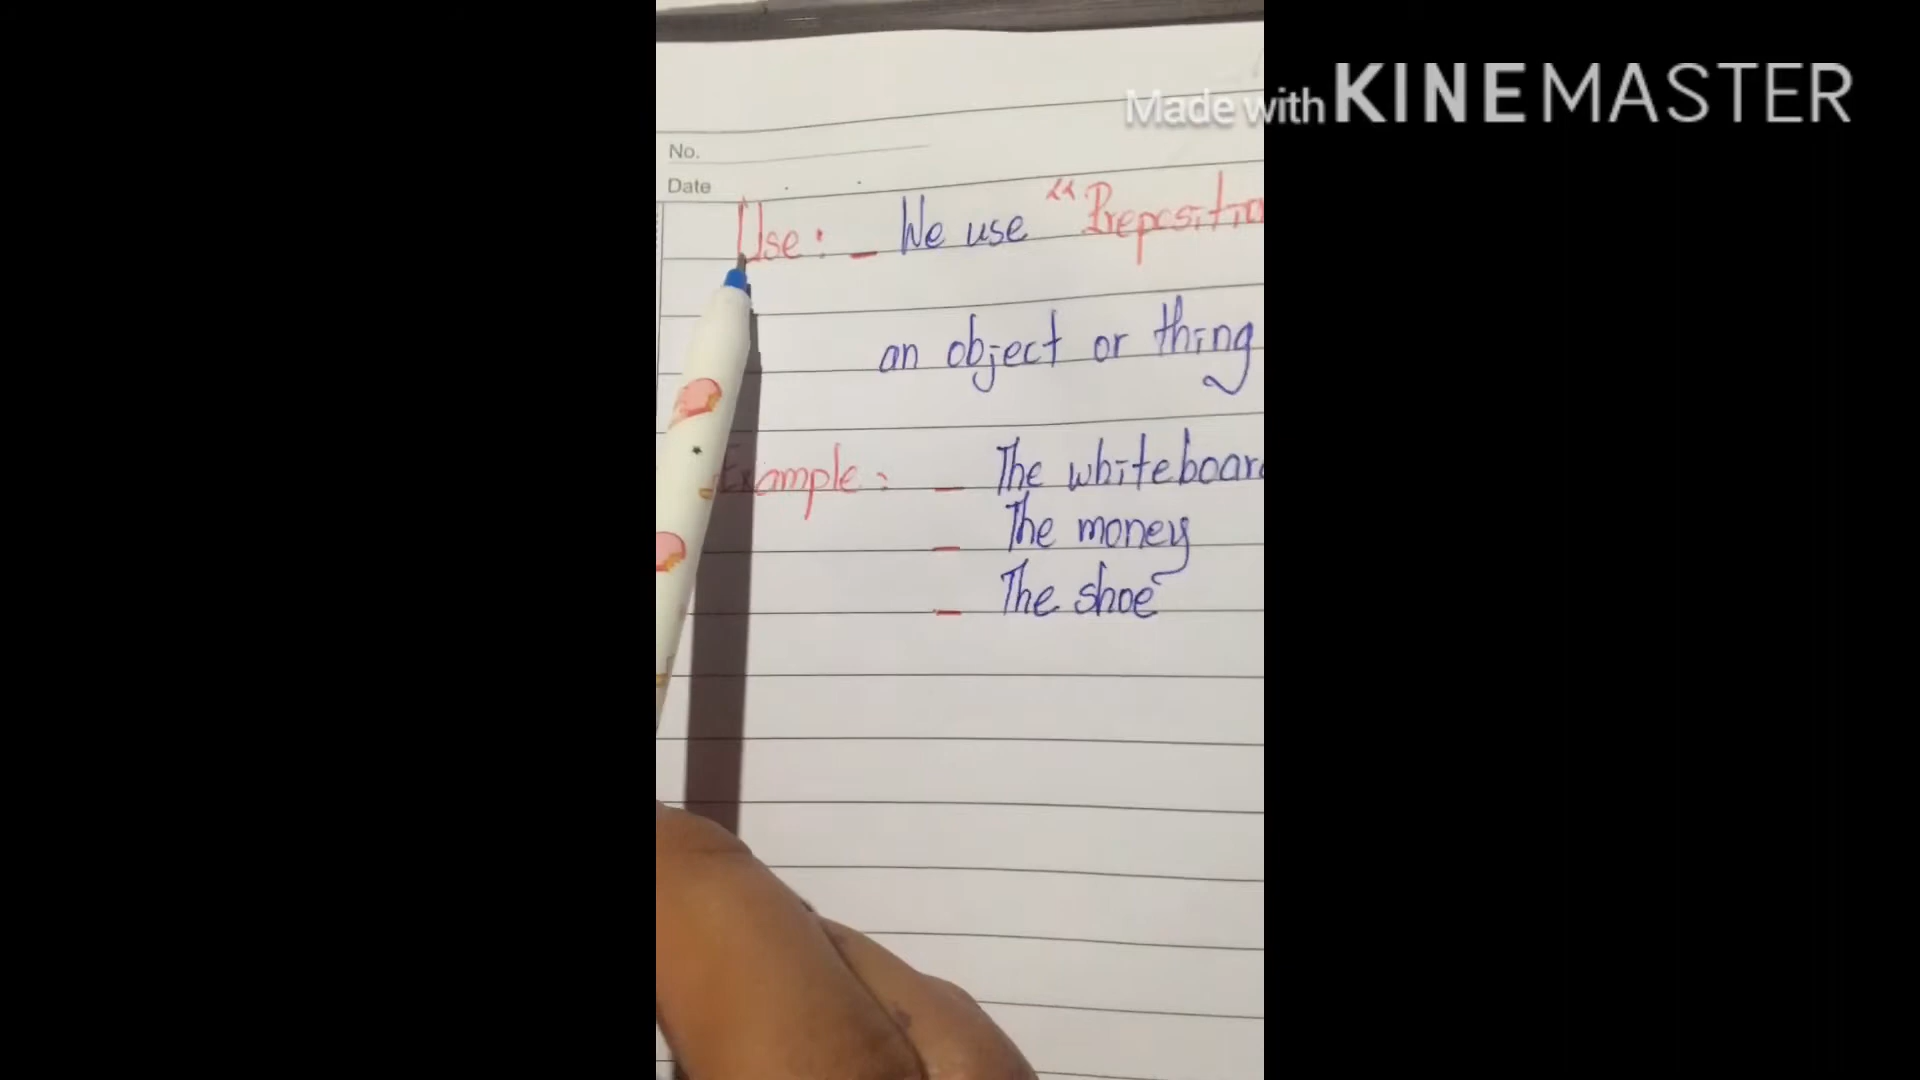 Made with KINEMASTER
No.
Date
Use: _ We use "Prepositio
an object or thing
Example: _ The whiteboar
_ The money
_ The shoe